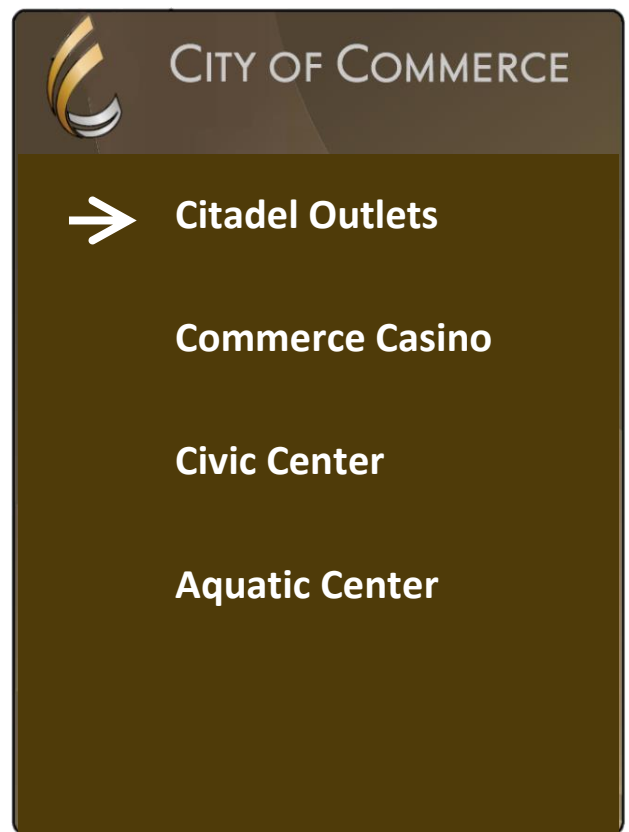 CITY OF COMMERCE
Citadel Outlets
Commerce Casino
Civic Center
Aquatic Center